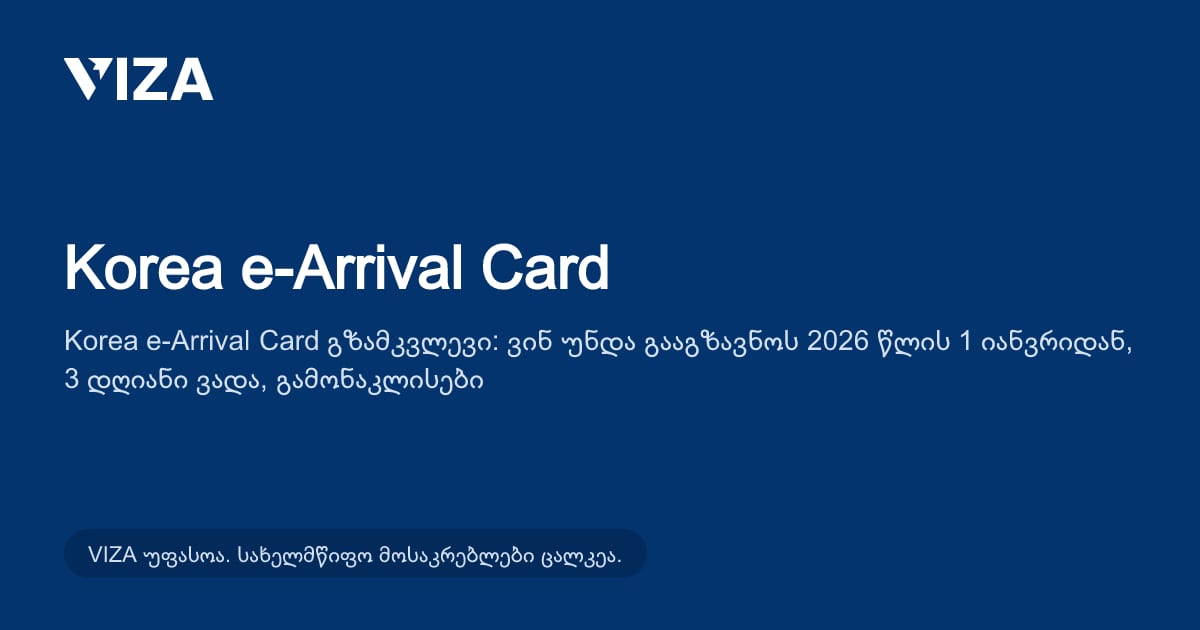 VIZA
Korea e-Arrival Card
Korea e-Arrival Card გზამკვლევი: ვინ უნდა გააგზავნოს 2026 წლის 1 იანვრიდან,
3 დღიანი ვადა, გამონაკლისები
VIZA უფასოა. სახელმწიფო მოსაკრებლები ცალკეა.